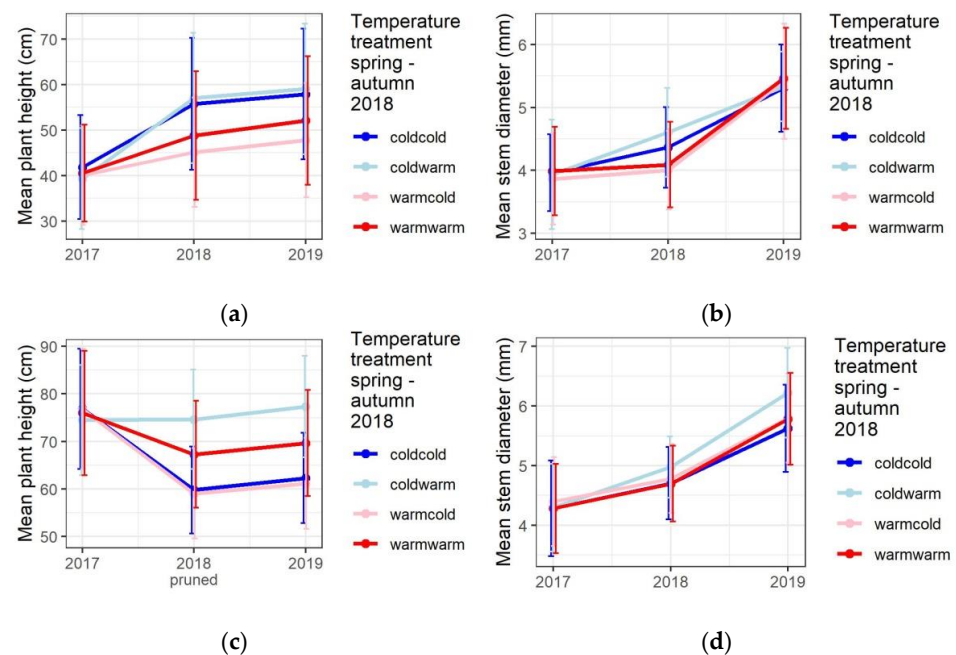 Mean plant height (cm)
70
60
50
40
30
2017
2018
2019
Temperature
treatment
spring -
autumn
2018
coldcold
coldwarm
warmcold
warmwarm
(a)
Mean stem diameter (mm)
6
5
4
3
2017
2018
2019
Temperature
treatment
spring -
autumn
2018
coldcold
coldwarm
warmcold
warmwarm
(b)
Mean plant height (cm)
90
80
70
60
50
2017
2018
2019
pruned
Temperature
treatment
spring -
autumn
2018
coldcold
coldwarm
warmcold
warmwarm
(c)
Mean stem diameter (mm)
7
6
5
4
2017
2018
2019
Temperature
treatment
spring -
autumn
2018
coldcold
coldwarm
warmcold
warmwarm
(d)